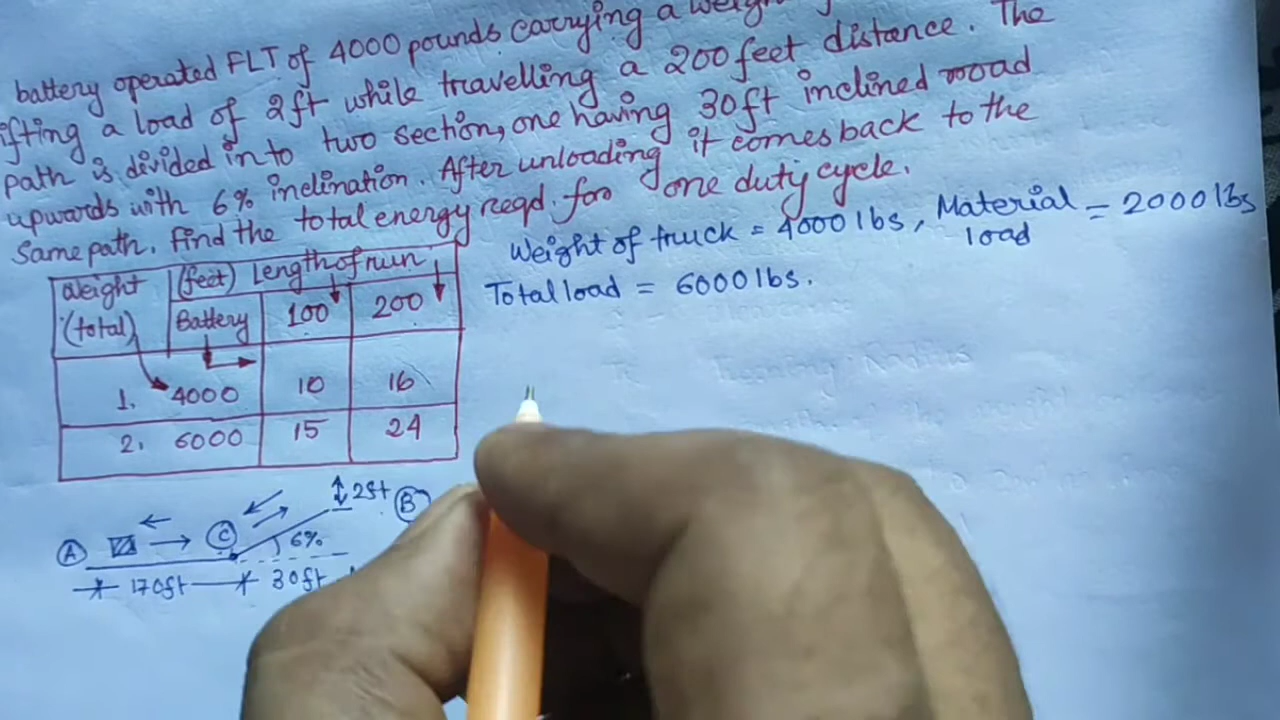 battery operated FLT of 4000 pounds carrying a
ifting a load of 2ft while travelling a 200 feet distance. The
path is divided in to two section, one having 30ft inclined road
upwards with 6% inclination. After unloading it comes back to the
same path. Find the total energy reqd. for one duty cycle.
Weight of truck = 4000 lbs, Material load = 2000 lbs
Total load = 6000 lbs.
Weight (total) (feet) Length of run
Battery 100 200
1. 4000 10 16
2. 6000 15 24
2ft B
A C 6%
170ft 30ft